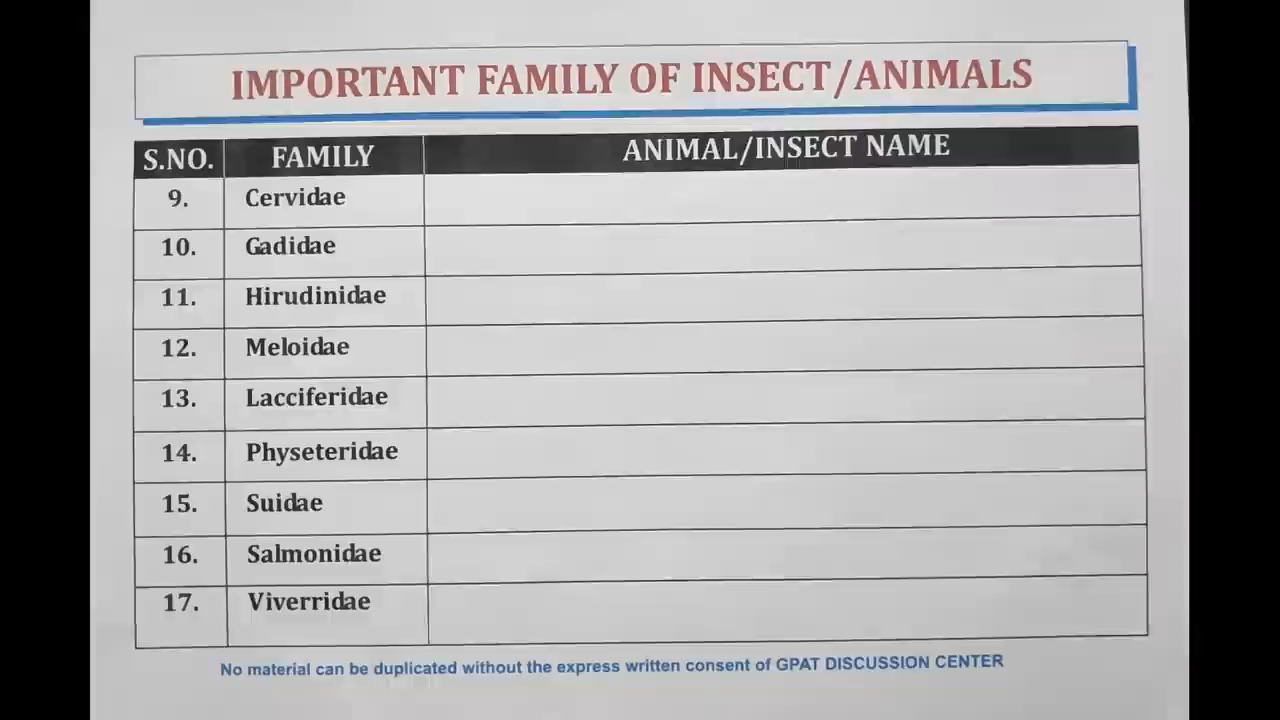 IMPORTANT FAMILY OF INSECT/ANIMALS
S.NO. FAMILY ANIMAL/INSECT NAME
9. Cervidae
10. Gadidae
11. Hirudinidae
12. Meloidae
13. Lacciferidae
14. Physeteridae
15. Suidae
16. Salmonidae
17. Viverridae
No material can be duplicated without the express written consent of GPAT DISCUSSION CENTER